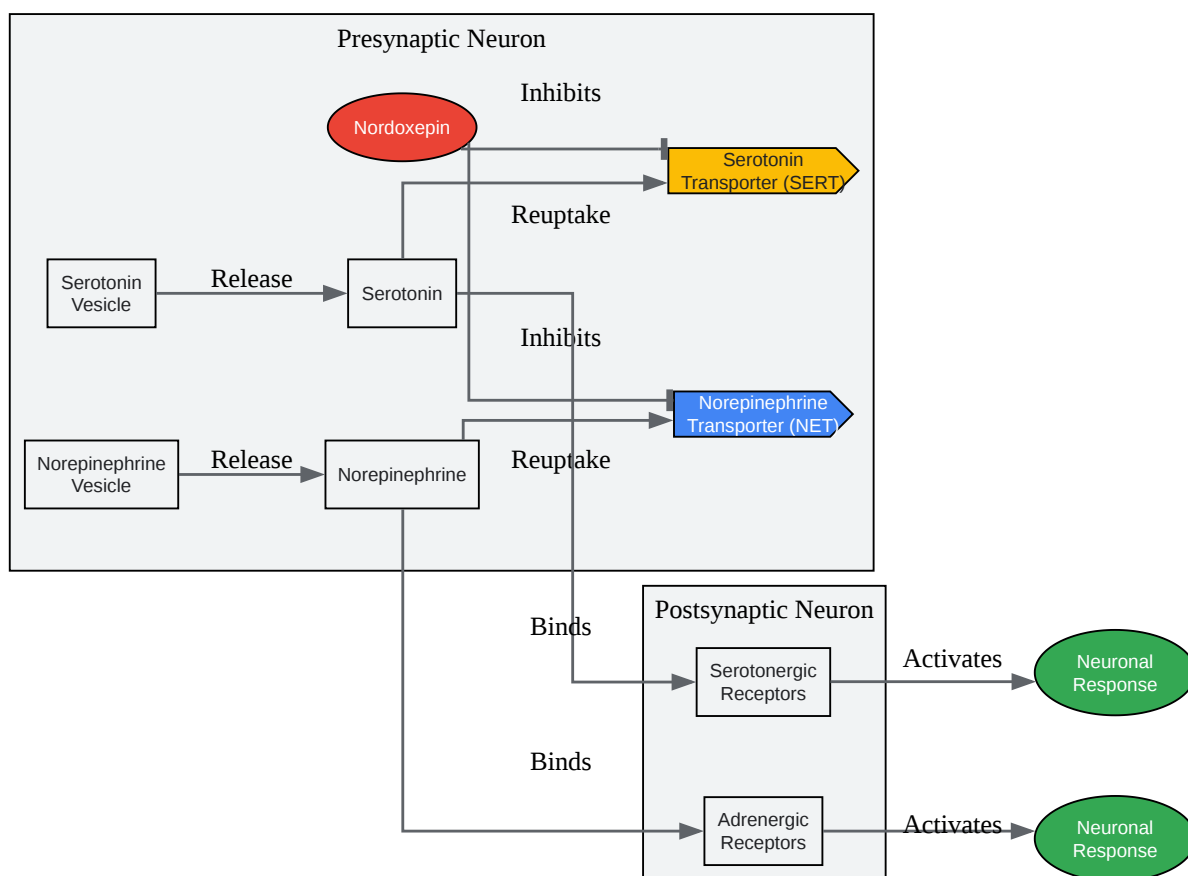 Presynaptic Neuron
Inhibits
Nordoxepin
Serotonin
Transporter (SERT)
Reuptake
Serotonin
Vesicle
Release
Serotonin
Inhibits
Norepinephrine
Transporter (NET)
Norepinephrine
Vesicle
Release
Norepinephrine
Reuptake
Postsynaptic Neuron
Binds
Serotonergic
Receptors
Activates
Neuronal
Response
Binds
Adrenergic
Receptors
Activates
Neuronal
Response